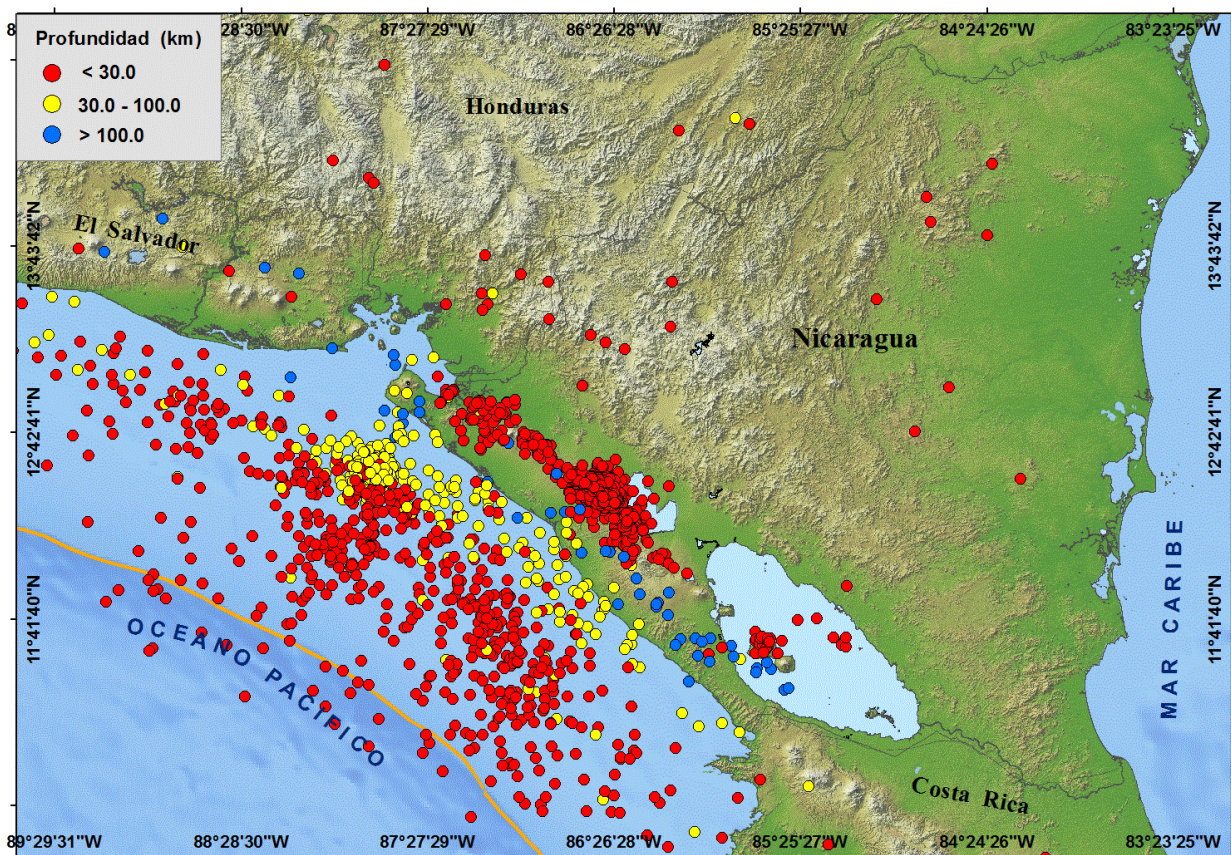 8
88°30'00"W
87°27'29"W
86°26'28"W
85°25'27"W
84°24'26"W
83°23'25"W
Profundidad (km)
< 30.0
30.0 - 100.0
> 100.0
Honduras
El Salvador
Nicaragua
13°43'42"N
13°43'42"N
12°42'41"N
12°42'41"N
11°41'40"N
11°41'40"N
OCEANO PACIFICO
MAR CARIBE
Costa Rica
89°29'31"W
88°28'30"W
87°27'29"W
86°26'28"W
85°25'27"W
84°24'26"W
83°23'25"W